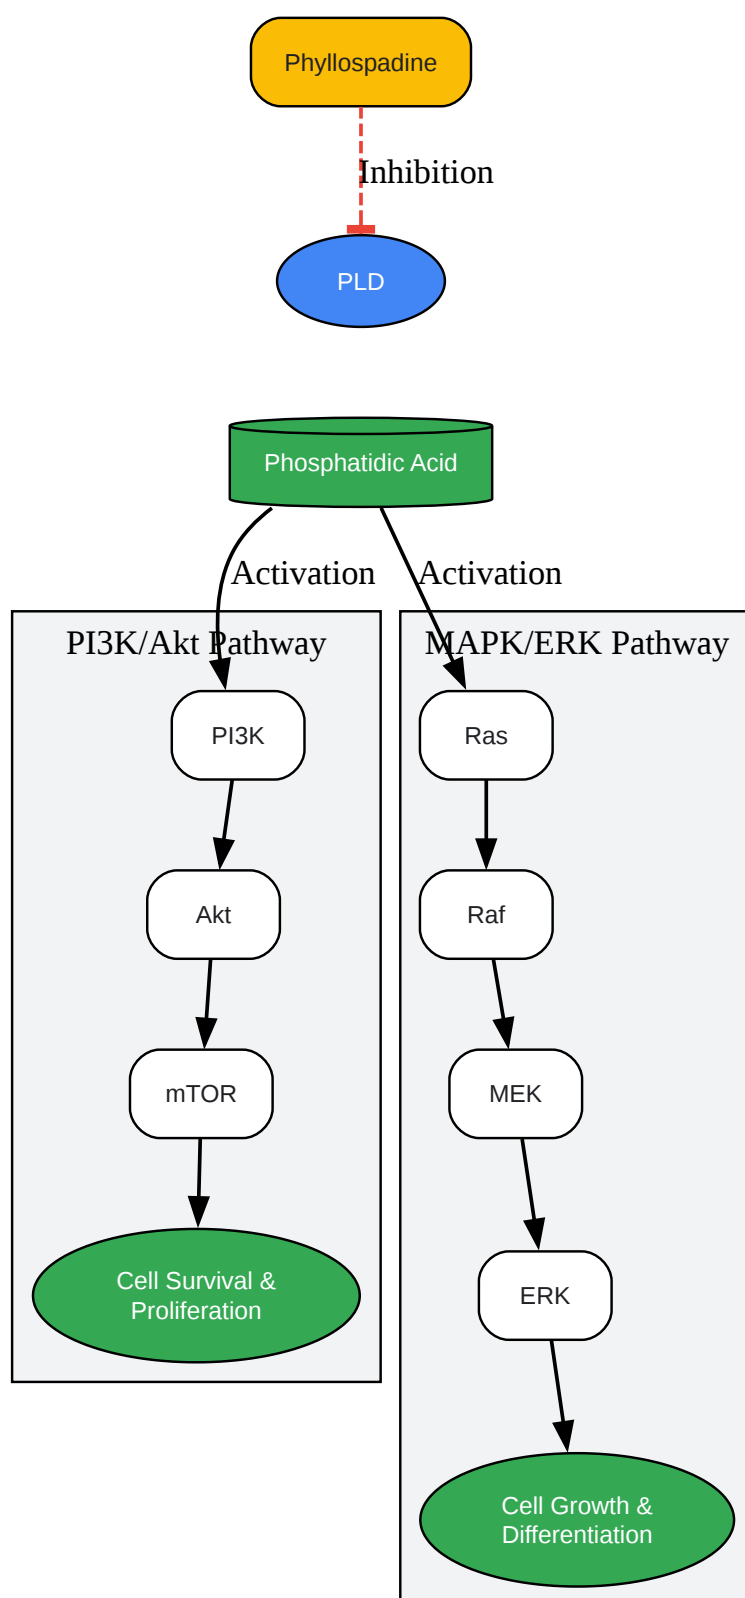 Phyllospadine
Inhibition
PLD
Phosphatidic Acid
Activation
Activation
PI3K/Akt Pathway
MAPK/ERK Pathway
PI3K
Ras
Akt
Raf
mTOR
MEK
Cell Survival &
Proliferation
ERK
Cell Growth &
Differentiation